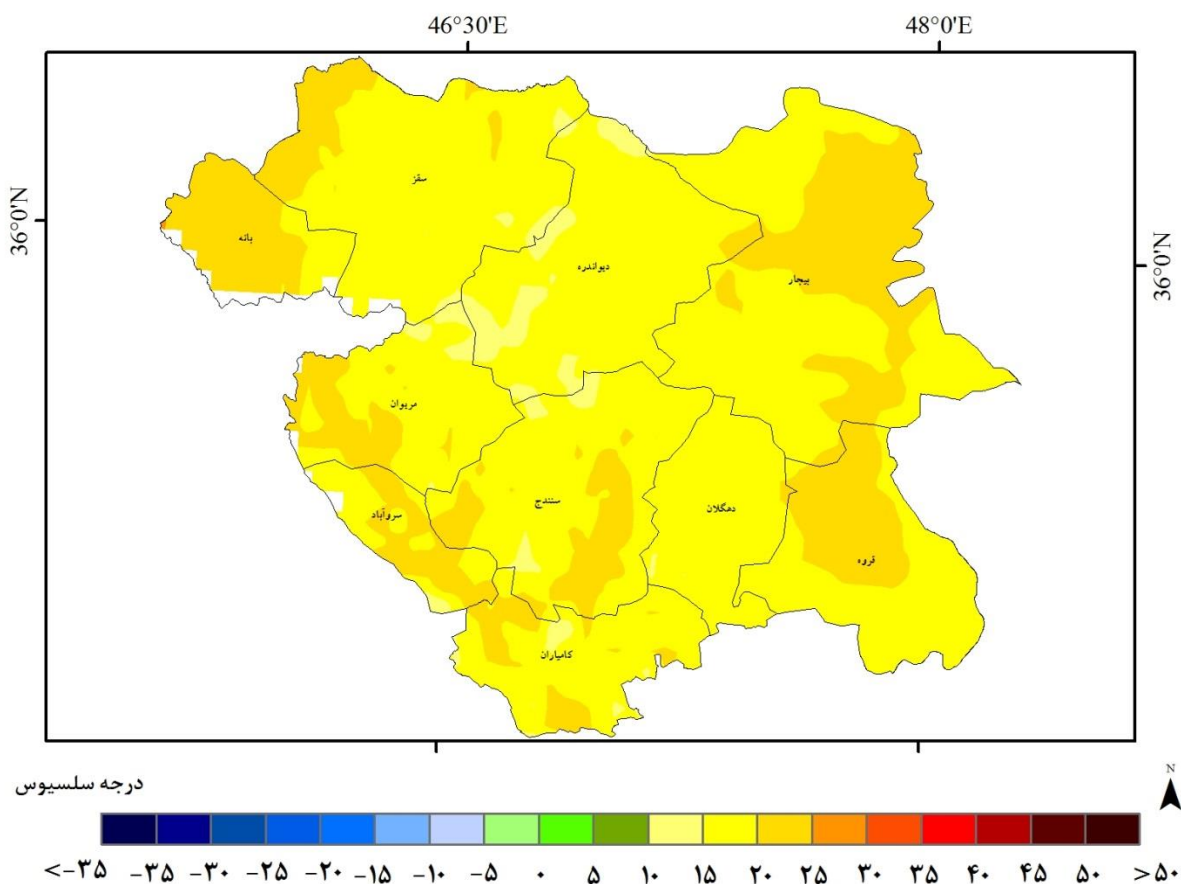 46°30'E 48°0'E
36°0'N
36°0'N
سقز
بانه
دیواندره
بیجار
مریوان
سروآباد
سنندج
دهگلان
قروه
کامیاران
درجه سلسیوس
N
<-۳۵ -۳۵ -۳۰ -۲۵ -۲۰ -۱۵ -۱۰ -۵ ۰ ۵ ۱۰ ۱۵ ۲۰ ۲۵ ۳۰ ۳۵ ۴۰ ۴۵ ۵۰ >۵۰